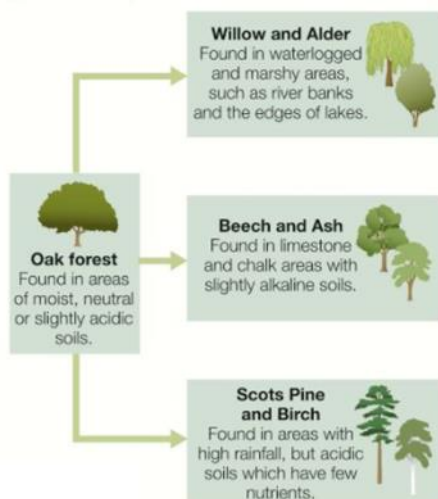 Willow and Alder
Found in waterlogged
and marshy areas,
such as river banks
and the edges of lakes.
Oak forest
Found in areas
of moist, neutral
or slightly acidic
soils.
Beech and Ash
Found in limestone
and chalk areas with
slightly alkaline soils.
Scots Pine
and Birch
Found in areas with
high rainfall, but acidic
soils which have few
nutrients.